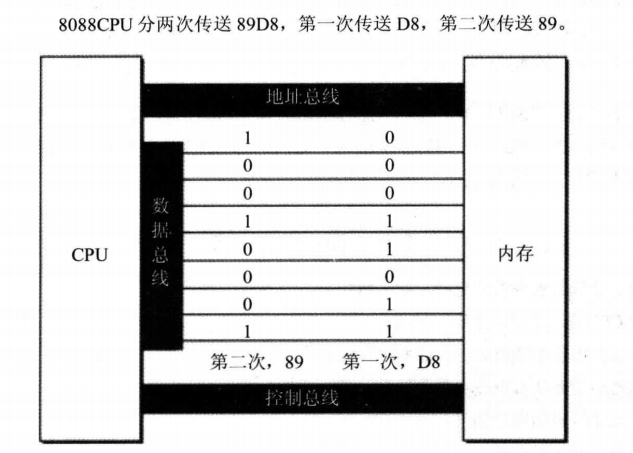 8088CPU 分两次传送 89D8，第一次传送 D8，第二次传送 89。
地址总线
1 0
0 0
0 0
1 1
0 1
0 0
0 1
1 1
数据总线
CPU
内存
第二次，89 第一次，D8
控制总线